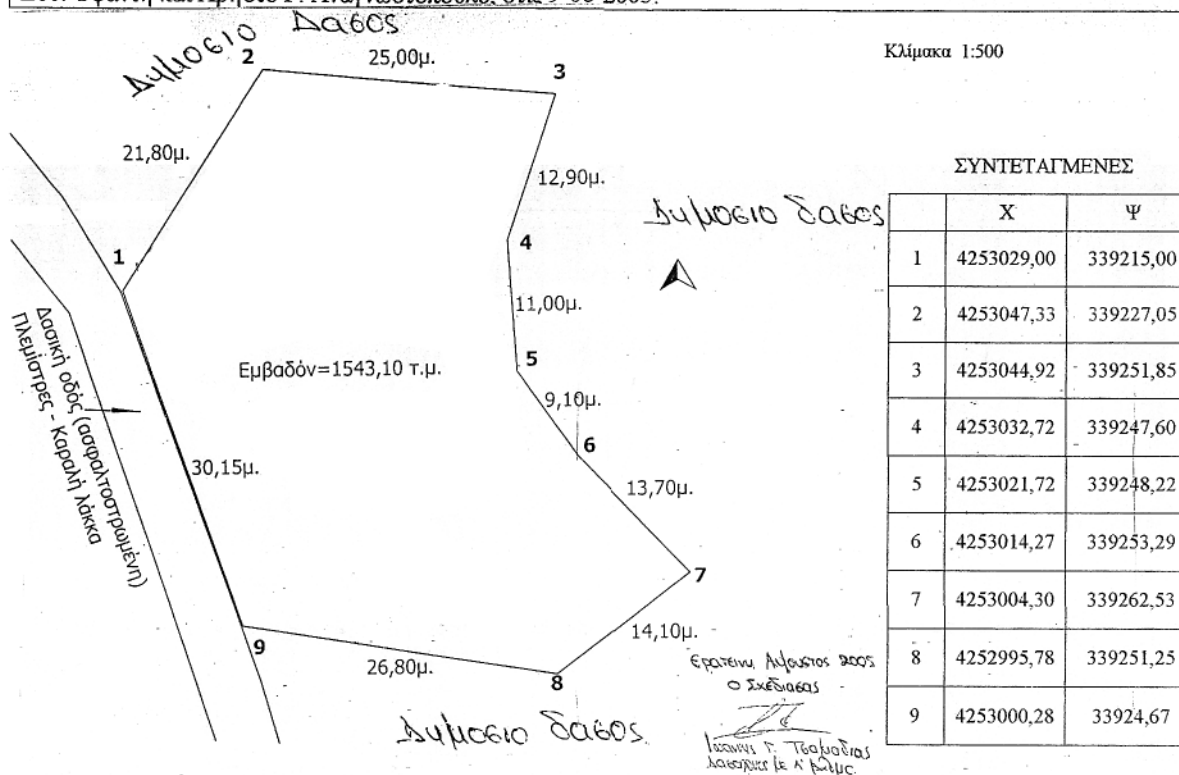 Δημόσιο Δάσος
Κλίμακα 1:500
2
25,00μ.
3
21,80μ.
12,90μ.
ΣΥΝΤΕΤΑΓΜΕΝΕΣ
Δημόσιο δάσος
X Ψ
1 4253029,00 339215,00
2 4253047,33 339227,05
3 4253044,92 339251,85
4 4253032,72 339247,60
5 4253021,72 339248,22
6 4253014,27 339253,29
7 4253004,30 339262,53
8 4252995,78 339251,25
9 4253000,28 33924,67
1
4
11,00μ.
5
Εμβαδόν=1543,10 τ.μ.
9,10μ.
6
Δασική οδός (ασφαλτοστρωμένη)
Πλεμίστρες - Καραλή λάκκα
30,15μ.
13,70μ.
7
14,10μ.
9
26,80μ.
8
Ερατεινή Αύγουστος 2005
Ο Σχεδιάσας
Δημόσιο δάσος
Ιωάννης Γ.